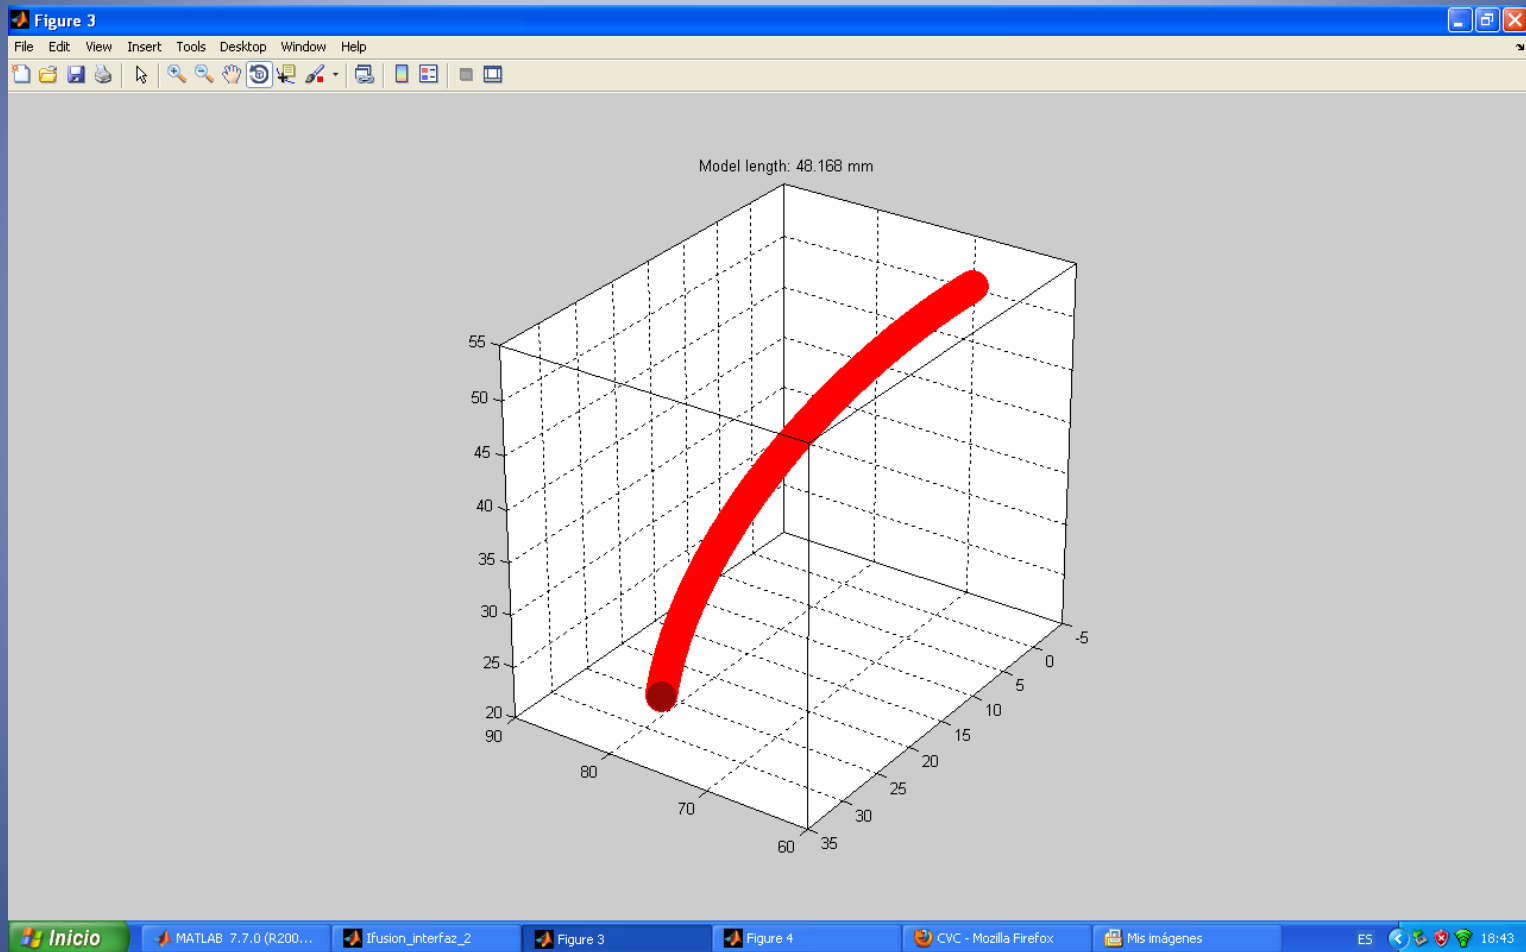 Figure 3
File Edit View Insert Tools Desktop Window Help
Model length: 48.168 mm
55
50
45
40
35
30
25
20
90
80
70
60
-5
0
5
10
15
20
25
30
35
Inicio
MATLAB 7.7.0 (R200...
Ifusion_interfaz_2
Figure 3
Figure 4
CVC - Mozilla Firefox
Mis imágenes
ES
18:43